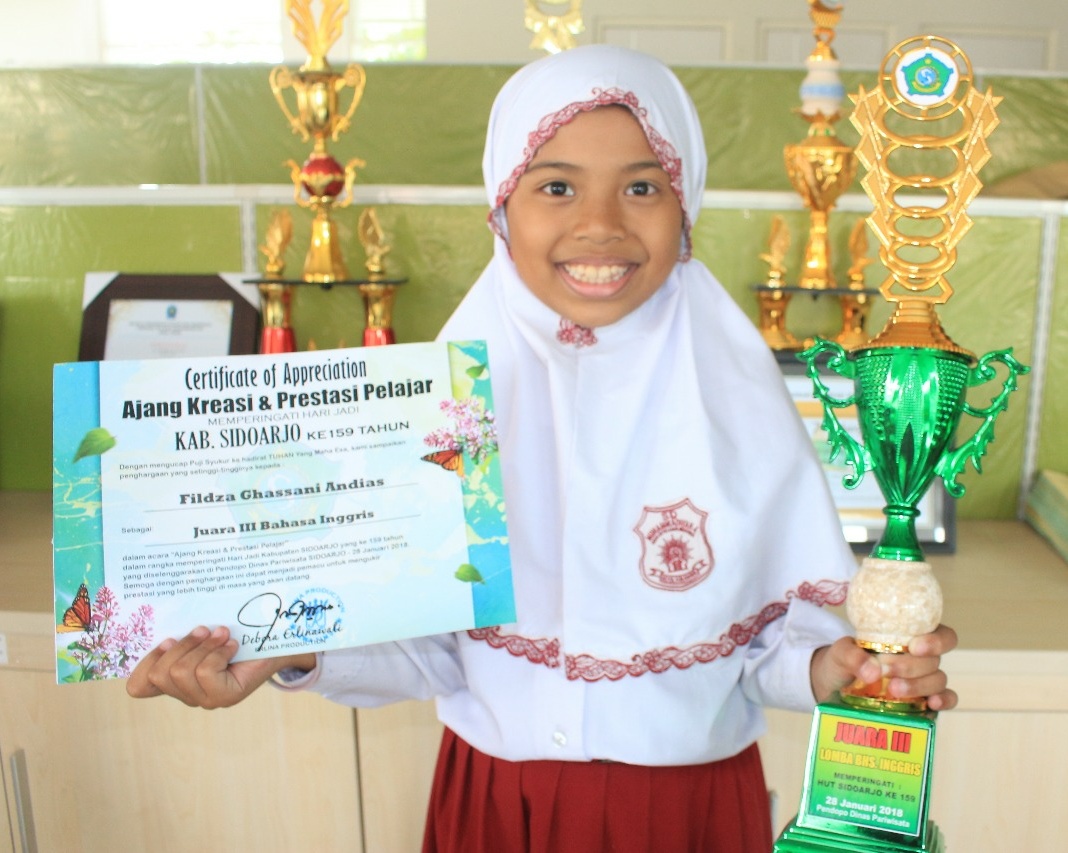 Certificate of Appreciation
Ajang Kreasi & Prestasi Pelajar
MEMPERINGATI HARI JADI
KAB. SIDOARJO KE 159 TAHUN
Dengan mengucap Puji Syukur ke hadirat TUHAN Yang Maha Esa, kami sampaikan
penghargaan yang setinggi-tingginya kepada :
Fildza Ghassani Andias
Sebagai
Juara III Bahasa Inggris
dalam acara "Ajang Kreasi & Prestasi Pelajar"
dalam rangka memperingati Hari Jadi Kabupaten SIDOARJO yang ke 159 tahun
yang diselenggarakan di Pendopo Dinas Pariwisata SIDOARJO - 28 Januari 2018.
Semoga dengan penghargaan ini dapat menjadi pemacu untuk mengukir
prestasi yang lebih tinggi di masa yang akan datang.
Debora Erlinawati
JUARA III
LOMBA BHS. INGGRIS
MEMPERINGATI :
HUT SIDOARJO KE 159
28 Januari 2018
Pendopo Dinas Pariwisata